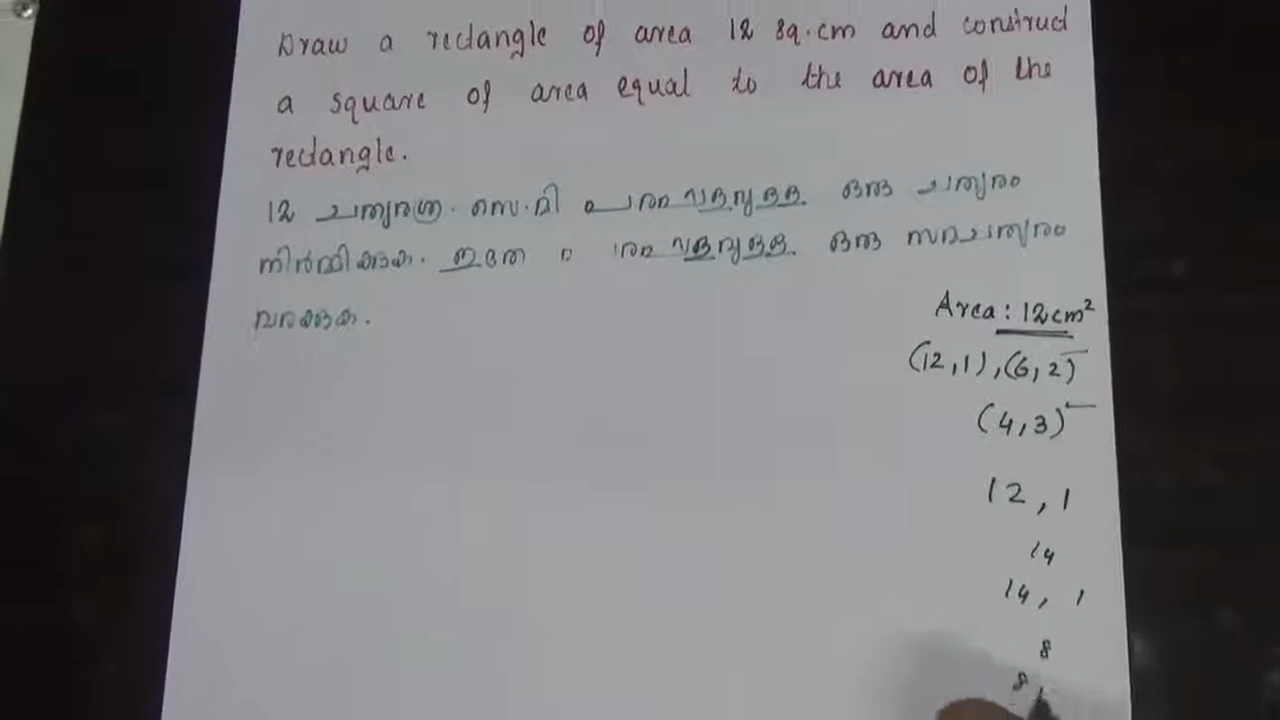 Draw a rectangle of area 12 sq.cm and construct
a square of area equal to the area of the
rectangle.
12 ചതുരശ്ര. സെ.മി പരപ്പളവുള്ള ഒരു ചതുരം
നിർമ്മിക്കുക. ഇതേ പരപ്പളവുള്ള ഒരു സമചതുരം
വരക്കുക.
Area : 12cm²
(12,1),(6,2)
(4,3)
12,1
14
14, 1
8
8,